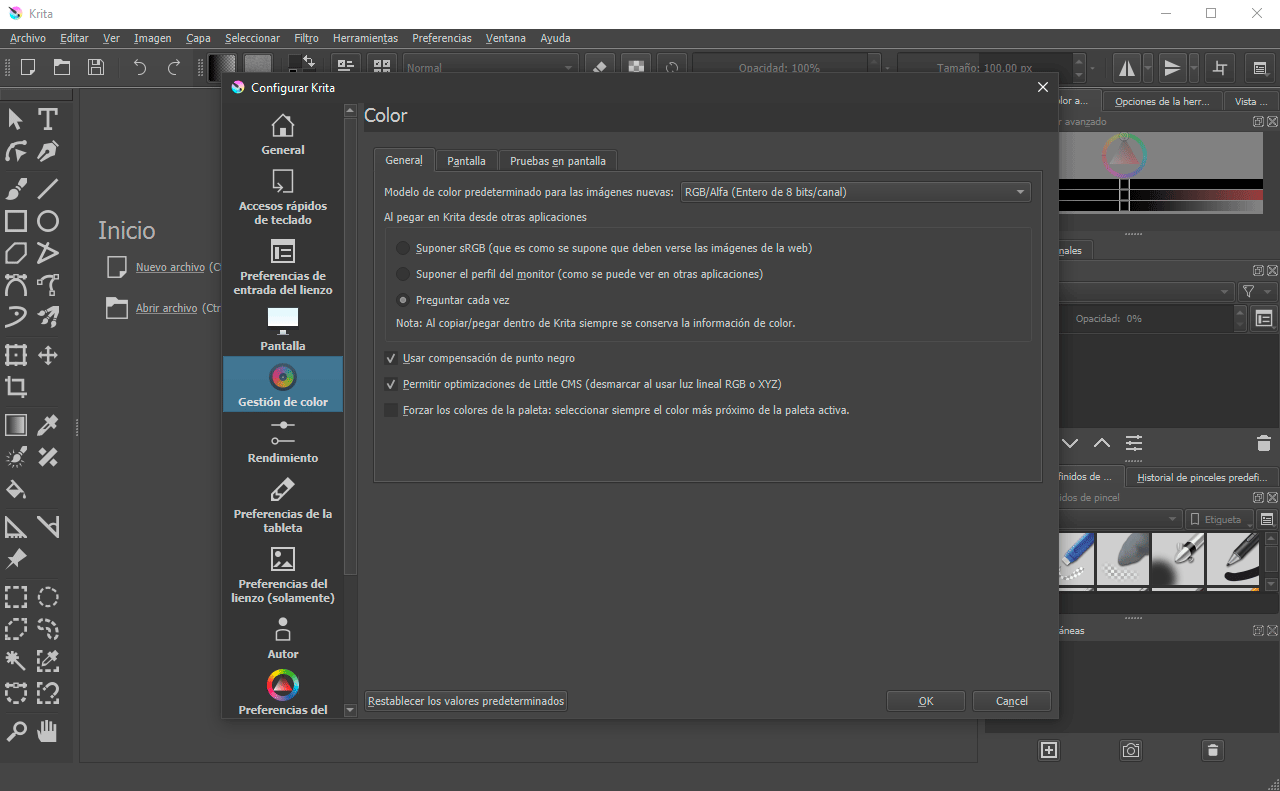 Krita
Archivo Editar Ver Imagen Capa Seleccionar Filtro Herramientas Preferencias Ventana Ayuda
Normal
Opacidad: 100%
Tamaño: 100.00 px
Configurar Krita
General
Accesos rápidos
de teclado
Preferencias de
entrada del lienzo
Pantalla
Gestión de color
Rendimiento
Preferencias de la
tableta
Preferencias del
lienzo (solamente)
Autor
Preferencias del
Color
General Pantalla Pruebas en pantalla
Modelo de color predeterminado para las imágenes nuevas: RGB/Alfa (Entero de 8 bits/canal)
Al pegar en Krita desde otras aplicaciones
Suponer sRGB (que es como se supone que deben verse las imágenes de la web)
Suponer el perfil del monitor (como se puede ver en otras aplicaciones)
Preguntar cada vez
Nota: Al copiar/pegar dentro de Krita siempre se conserva la información de color.
Usar compensación de punto negro
Permitir optimizaciones de Little CMS (desmarcar al usar luz lineal RGB o XYZ)
Forzar los colores de la paleta: seleccionar siempre el color más próximo de la paleta activa.
Restablecer los valores predeterminados
OK
Cancel
Inicio
Nuevo archivo (C
Abrir archivo (Ctr
olor a... Opciones de la herr... Vista ...
r avanzado
nales
Opacidad: 0%
finidos de ... Historial de pinceles predefi...
idos de pincel
Etiqueta
áneas